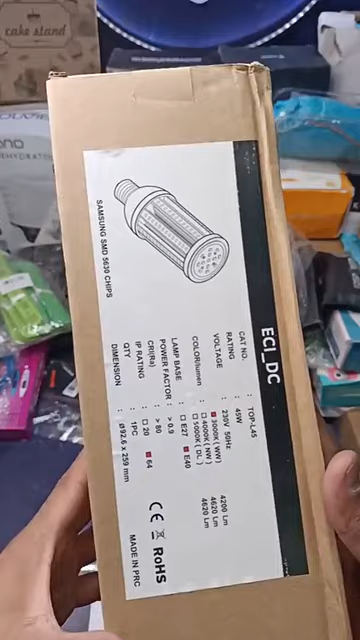 cake stand
ECI_DC
CAT NO. : TOP-L45
RATING : 45W
VOLTAGE : 230V 50Hz
COLOR/lumen : ■ 3000K ( WW ) 4200 Lm
□ 4000K ( NW ) 4620 Lm
□ 5000K ( DL ) 4620 Lm
LAMP BASE : □ E27 ■ E40
POWER FACTOR : > 0.9
CRI(Ra) : > 80
IP RATING : □ 20 ■ 64
QTY : 1PC
DIMENSION : Ø 92.6 x 259 mm
SAMSUNG SMD 5630 CHIPS
CE RoHS
MADE IN PRC